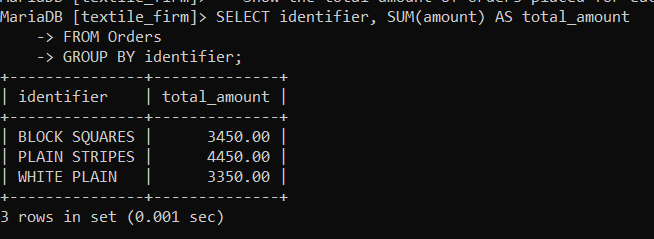 MariaDB [textile_firm]> SELECT identifier, SUM(amount) AS total_amount
    -> FROM Orders
    -> GROUP BY identifier;
+---------------+--------------+
| identifier    | total_amount |
+---------------+--------------+
| BLOCK SQUARES |      3450.00 |
| PLAIN STRIPES |      4450.00 |
| WHITE PLAIN   |      3350.00 |
+---------------+--------------+
3 rows in set (0.001 sec)